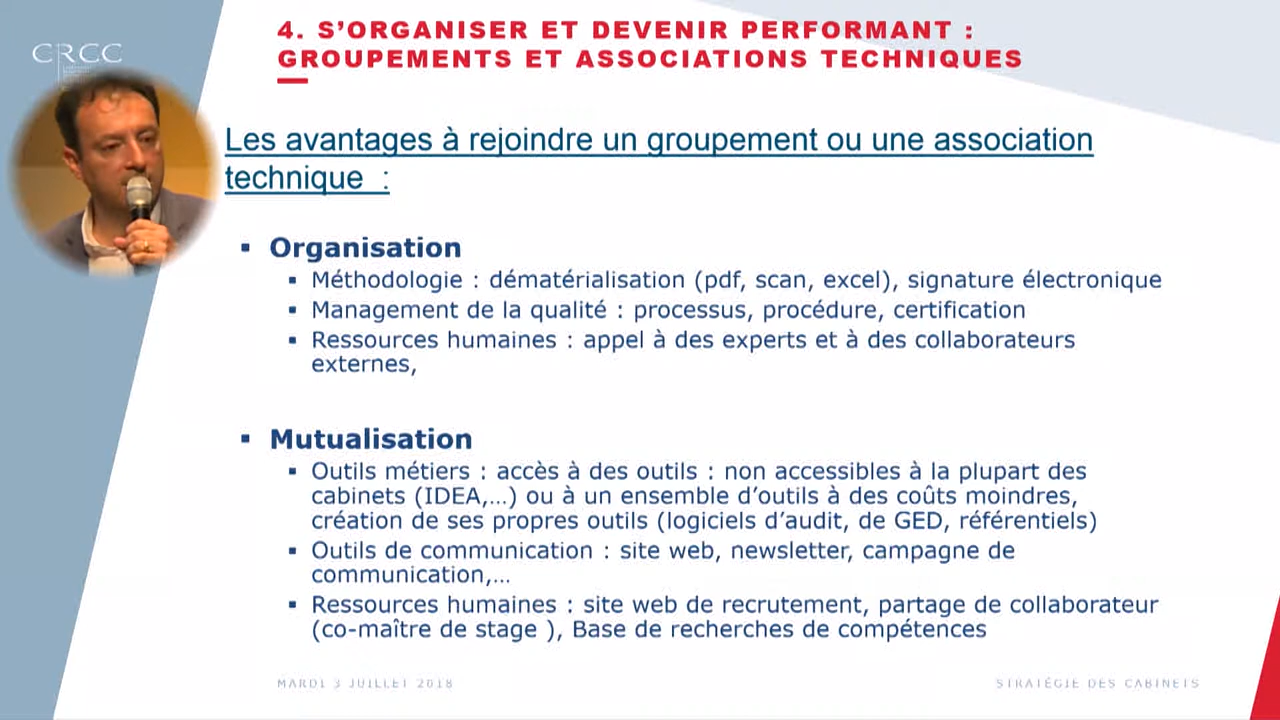 4. S'ORGANISER ET DEVENIR PERFORMANT :
GROUPEMENTS ET ASSOCIATIONS TECHNIQUES
CRCC
Les avantages à rejoindre un groupement ou une association
technique :
▪ Organisation
▪ Méthodologie : dématérialisation (pdf, scan, excel), signature électronique
▪ Management de la qualité : processus, procédure, certification
▪ Ressources humaines : appel à des experts et à des collaborateurs
externes,
▪ Mutualisation
▪ Outils métiers : accès à des outils : non accessibles à la plupart des
cabinets (IDEA,...) ou à un ensemble d'outils à des coûts moindres,
création de ses propres outils (logiciels d'audit, de GED, référentiels)
▪ Outils de communication : site web, newsletter, campagne de
communication,...
▪ Ressources humaines : site web de recrutement, partage de collaborateur
(co-maître de stage ), Base de recherches de compétences
MARDI 3 JUILLET 2018
STRATÉGIE DES CABINETS